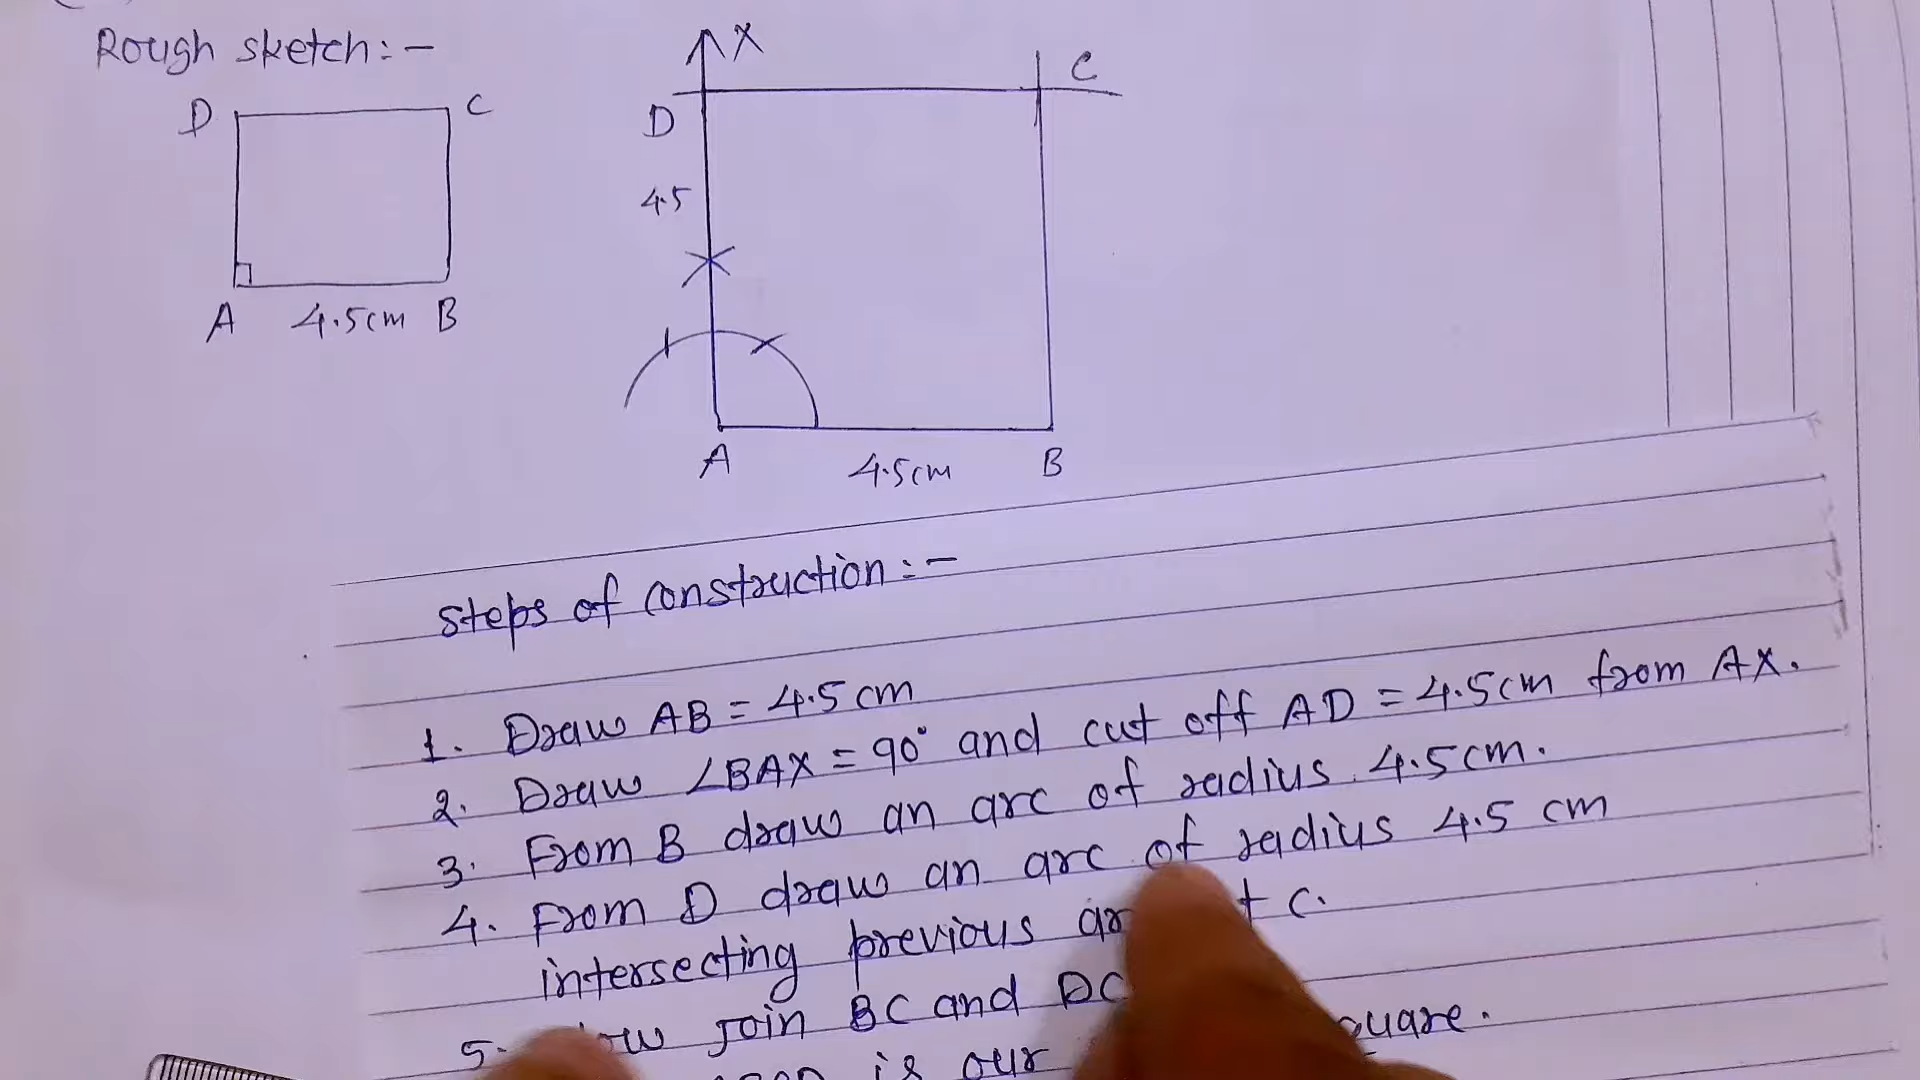 Rough sketch:-
D C
A 4.5cm B
X
D C
4.5
A 4.5cm B
Steps of construction:-
1. Draw AB = 4.5cm
2. Draw ∠BAX = 90° and cut off AD = 4.5cm from AX.
3. From B draw an arc of radius 4.5cm.
4. From D draw an arc of radius 4.5 cm
intersecting previous C.
5. Join BC and DC
is our